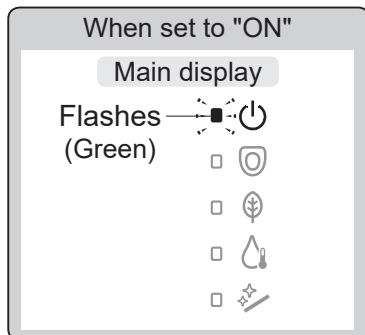 When set to "ON"
Main display
Flashes
(Green)